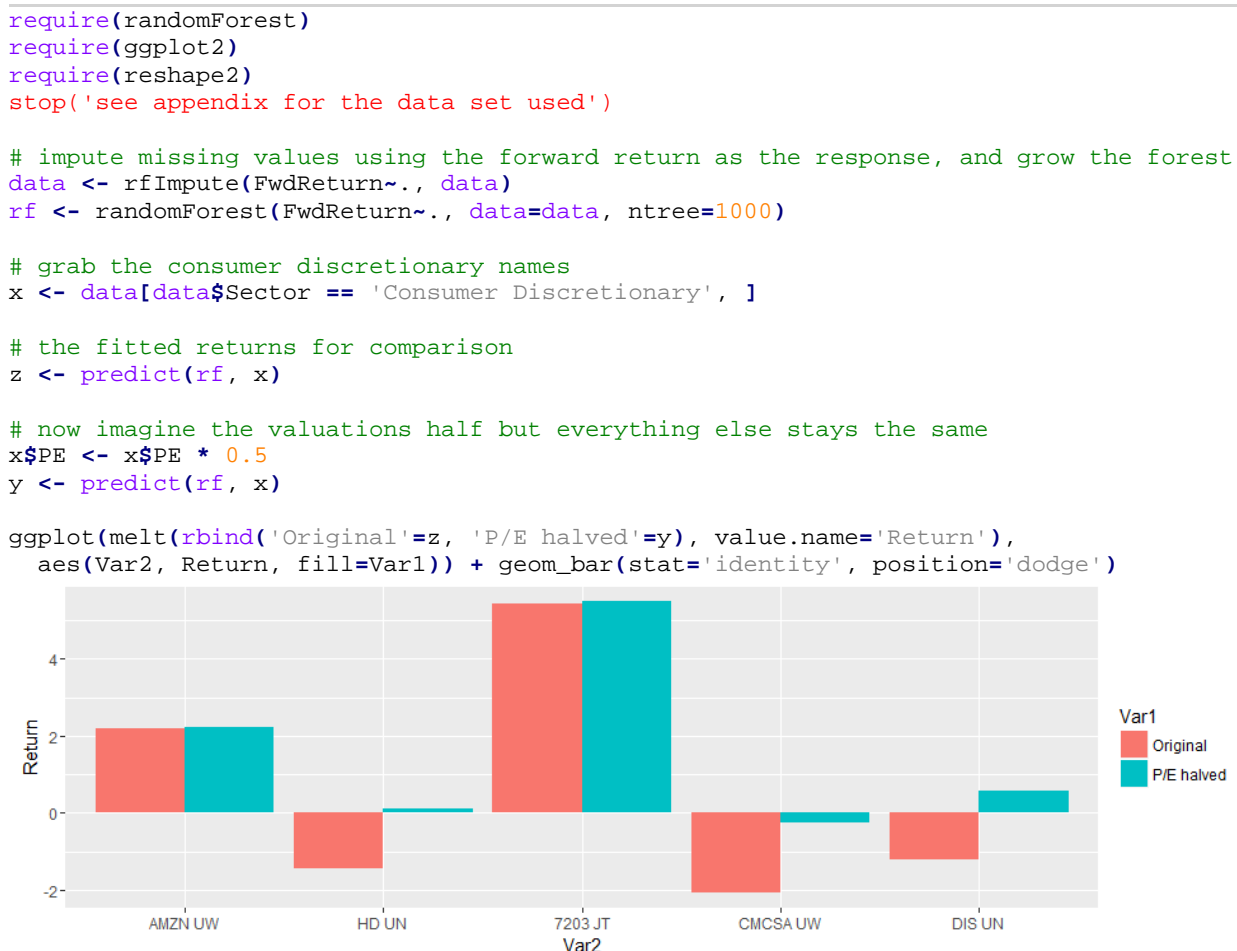 require(randomForest)
require(ggplot2)
require(reshape2)
stop('see appendix for the data set used')
# impute missing values using the forward return as the response, and grow the forest
data <- rfImpute(FwdReturn~., data)
rf <- randomForest(FwdReturn~., data=data, ntree=1000)
# grab the consumer discretionary names
x <- data[data$Sector == 'Consumer Discretionary', ]
# the fitted returns for comparison
z <- predict(rf, x)
# now imagine the valuations half but everything else stays the same
x$PE <- x$PE * 0.5
y <- predict(rf, x)
ggplot(melt(rbind('Original'=z, 'P/E halved'=y), value.name='Return'),
  aes(Var2, Return, fill=Var1)) + geom_bar(stat='identity', position='dodge')
4
2
0
-2
Return
AMZN UW HD UN 7203 JT CMCSA UW DIS UN
Var2
Var1
Original
P/E halved